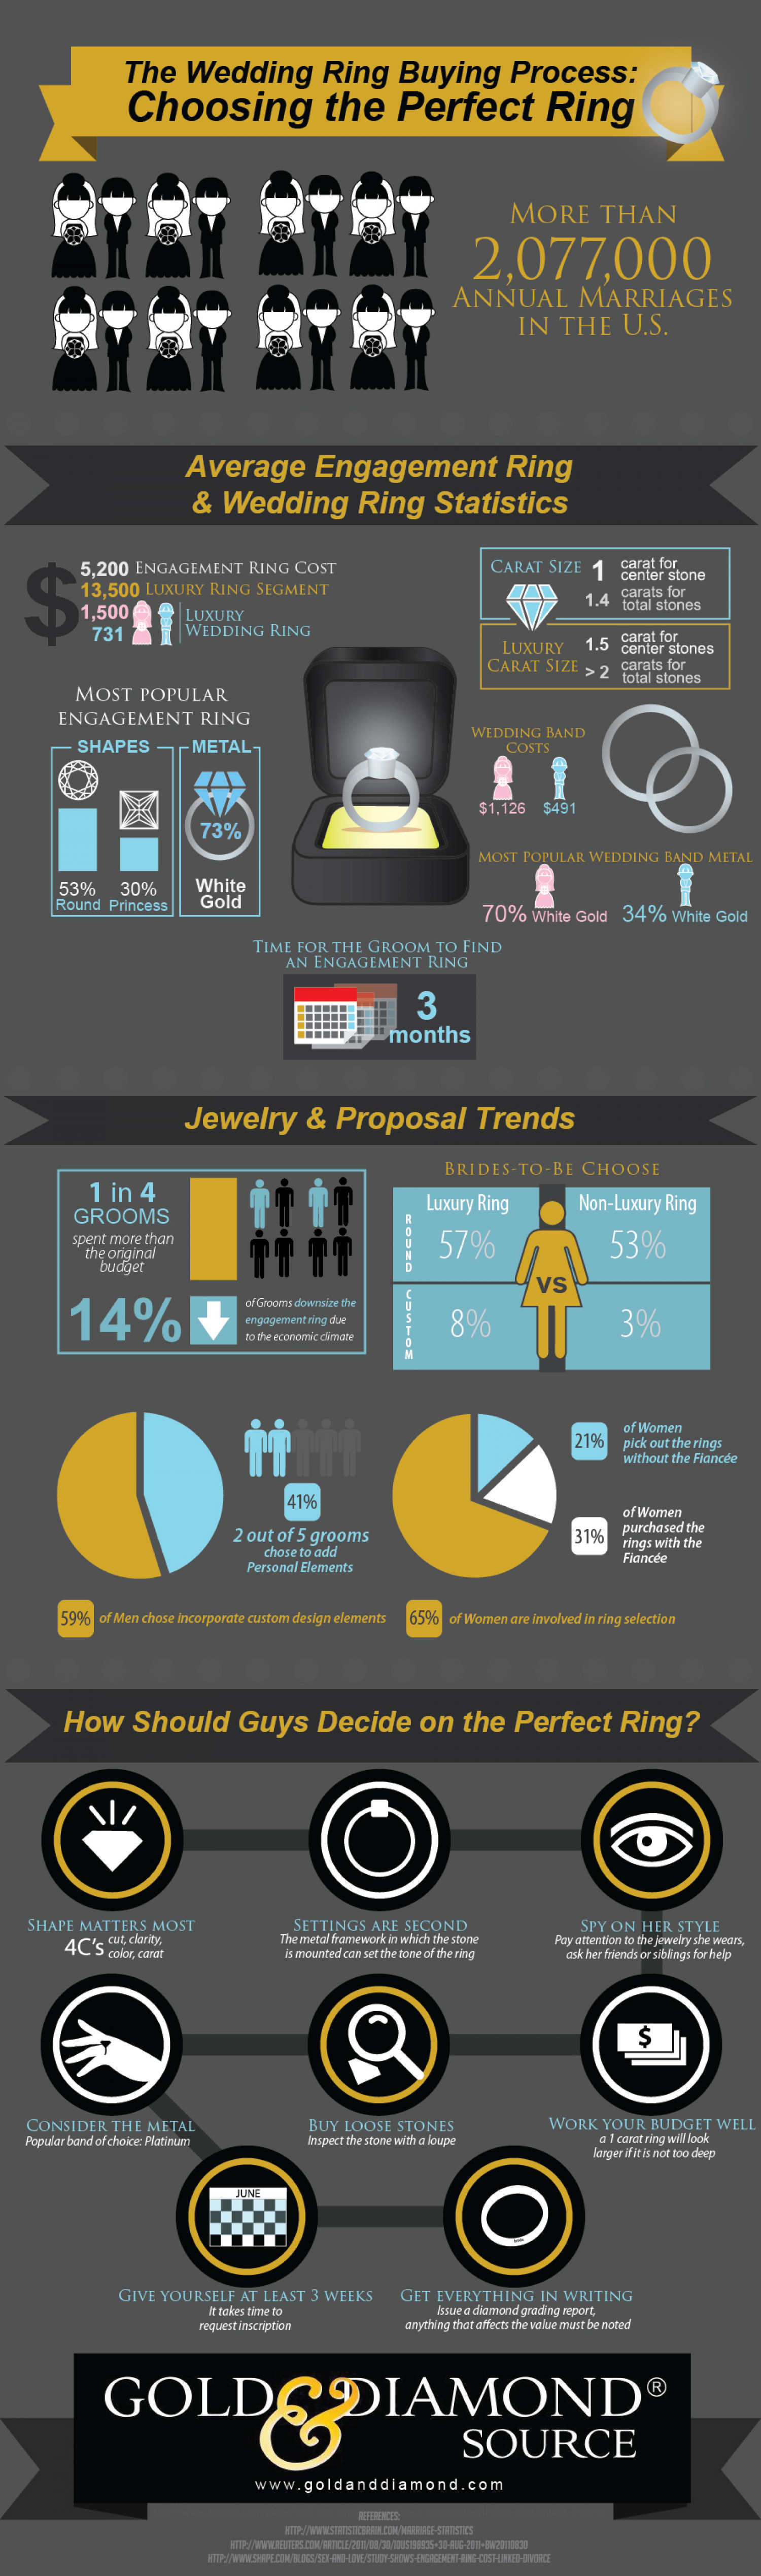 The Wedding Ring Buying Process:
Choosing the Perfect Ring
More than
2,077,000
Annual Marriages
in the U.S.
Average Engagement Ring
& Wedding Ring Statistics
$
5,200 Engagement Ring Cost
13,500 Luxury Ring Segment
1,500
731
Luxury
Wedding Ring
Carat Size
1 carat for
center stone
1.4 carats for
total stones
Luxury
Carat Size
1.5 carat for
center stones
> 2 carats for
total stones
Most popular
engagement ring
SHAPES
METAL
53%
Round
30%
Princess
73%
White
Gold
Wedding Band
Costs
$1,126 $491
Most Popular Wedding Band Metal
70% White Gold 34% White Gold
Time for the Groom to Find
an Engagement Ring
3
months
Jewelry & Proposal Trends
1 in 4
GROOMS
spent more than
the original
budget
14%
of Grooms downsize the
engagement ring due
to the economic climate
Brides-to-Be Choose
Luxury Ring
Non-Luxury Ring
ROUND
57%
53%
VS
CUSTOM
8%
3%
41%
2 out of 5 grooms
chose to add
Personal Elements
21%
of Women
pick out the rings
without the Fiancée
31%
of Women
purchased the
rings with the
Fiancée
59% of Men chose incorporate custom design elements
65% of Women are involved in ring selection
How Should Guys Decide on the Perfect Ring?
Shape matters most
4C's cut, clarity,
color, carat
Settings are second
The metal framework in which the stone
is mounted can set the tone of the ring
Spy on her style
Pay attention to the jewelry she wears,
ask her friends or siblings for help
$
Consider the metal
Popular band of choice: Platinum
Buy loose stones
Inspect the stone with a loupe
Work your budget well
a 1 carat ring will look
larger if it is not too deep
JUNE
Give yourself at least 3 weeks
It takes time to
request inscription
Get everything in writing
Issue a diamond grading report,
anything that affects the value must be noted
GOLD & DIAMOND®
SOURCE
www.goldanddiamond.com
REFERENCES:
HTTP://WWW.STATISTICBRAIN.COM/MARRIAGE-STATISTICS
HTTP://WWW.REUTERS.COM/ARTICLE/2011/08/30/IDUS198935+30-AUG-2011+BW20110830
HTTP://WWW.SHAPE.COM/BLOGS/SEX-AND-LOVE/STUDY-SHOWS-ENGAGEMENT-RING-COST-LINKED-DIVORCE